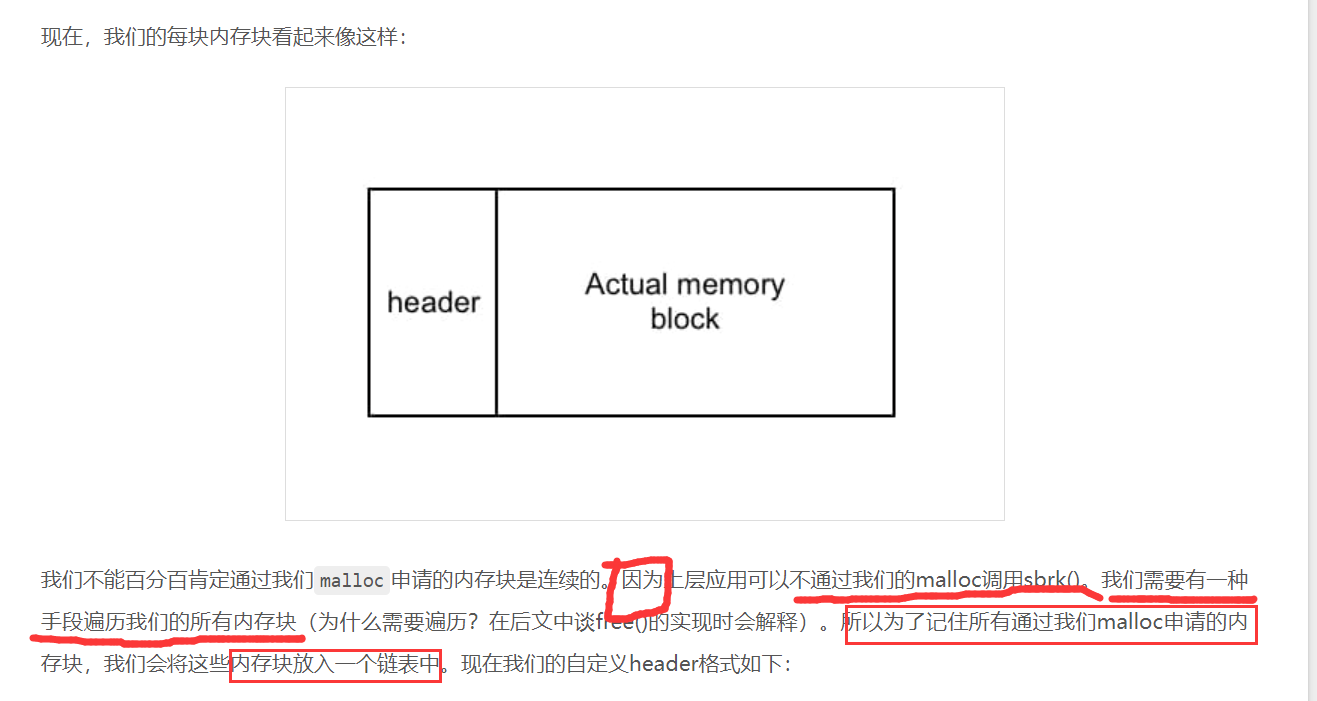 现在，我们的每块内存块看起来像这样：
header
Actual memory
block
我们不能百分百肯定通过我们malloc申请的内存块是连续的。因为上层应用可以不通过我们的malloc调用sbrk()。我们需要有一种
手段遍历我们的所有内存块（为什么需要遍历？在后文中谈free()的实现时会解释）。所以为了记住所有通过我们malloc申请的内
存块，我们会将这些内存块放入一个链表中。现在我们的自定义header格式如下：